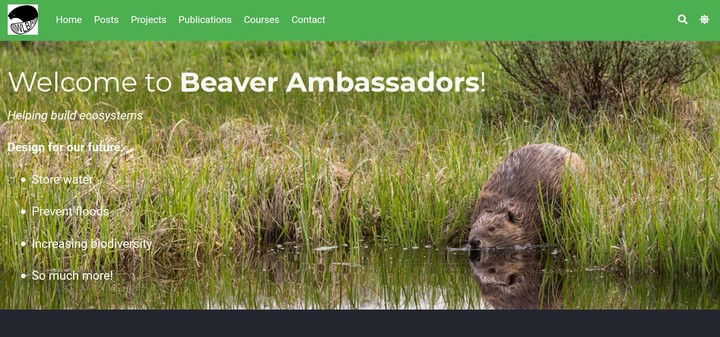 Home Posts Projects Publications Courses Contact
Welcome to Beaver Ambassadors!
Helping build ecosystems
Design for our future:
Store water
Prevent floods
Increasing biodiversity
So much more!